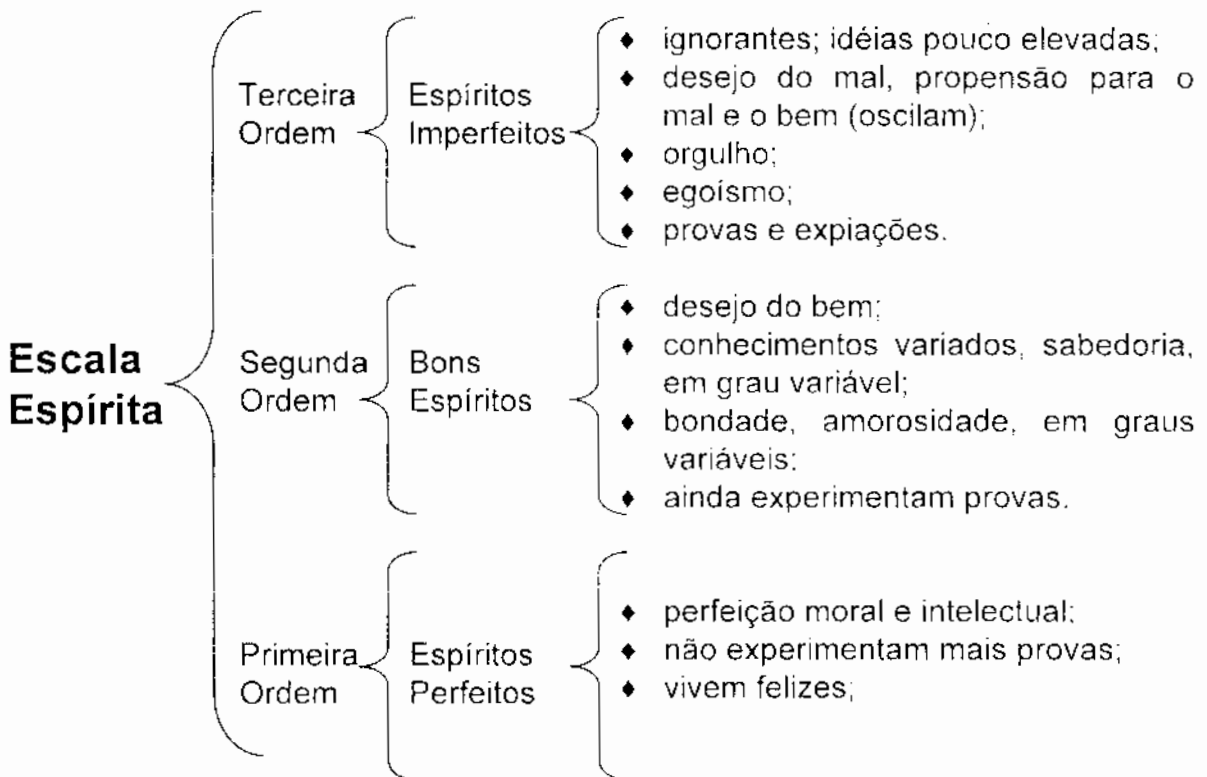 Escala
Espírita
Terceira
Ordem
Espíritos
Imperfeitos
♦ ignorantes; idéias pouco elevadas;
♦ desejo do mal, propensão para o
mal e o bem (oscilam);
♦ orgulho;
♦ egoísmo;
♦ provas e expiações.
Segunda
Ordem
Bons
Espíritos
♦ desejo do bem;
♦ conhecimentos variados, sabedoria,
em grau variável;
♦ bondade, amorosidade, em graus
variáveis;
♦ ainda experimentam provas.
Primeira
Ordem
Espíritos
Perfeitos
♦ perfeição moral e intelectual;
♦ não experimentam mais provas;
♦ vivem felizes;